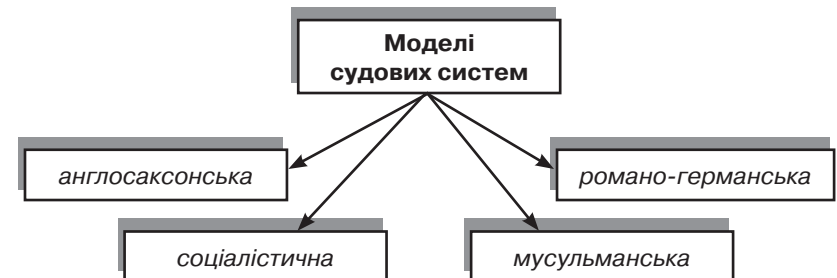 Моделі
судових систем
англосаксонська
романо-германська
соціалістична
мусульманська